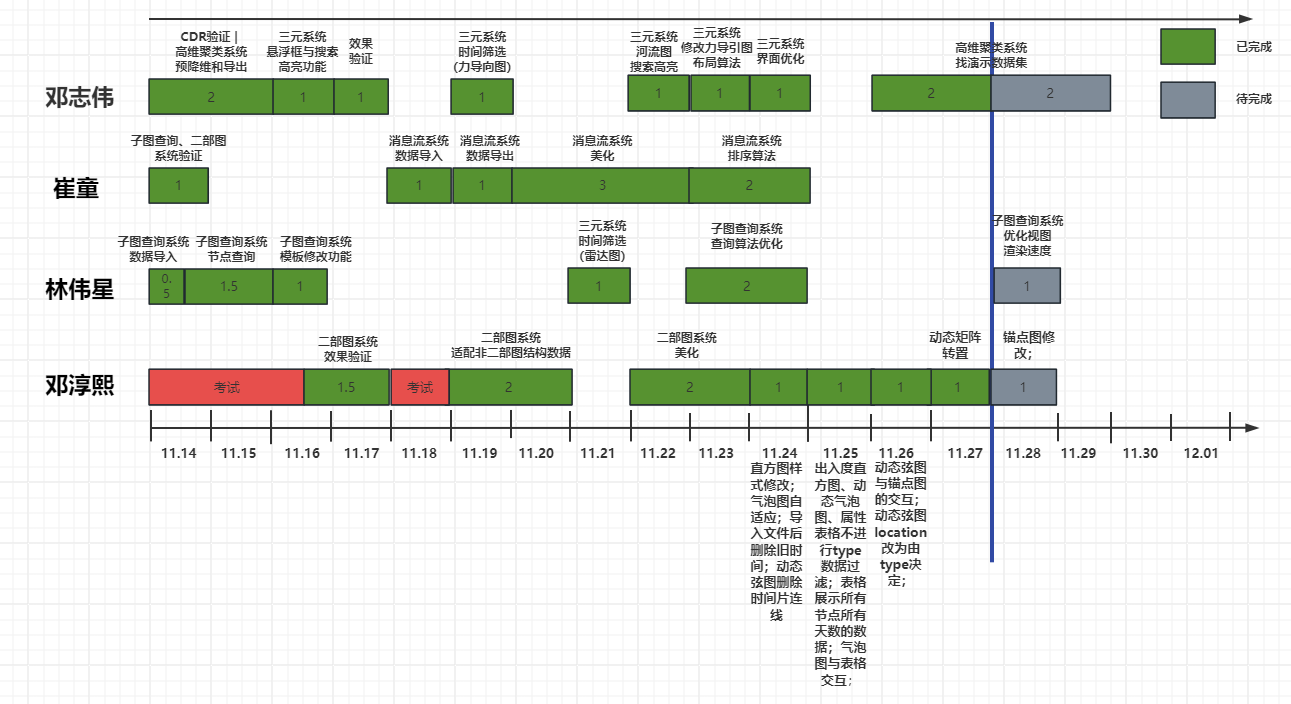 CDR验证 |
高维聚类系统
预降维和导出
三元系统
悬浮框与搜索
高亮功能
效果
验证
三元系统
时间筛选
(力导向图)
三元系统
河流图
搜索高亮
三元系统
修改力导引图
布局算法
三元系统
界面优化
高维聚类系统
找演示数据集
已完成
待完成
邓志伟
2
1
1
1
1
1
1
2
2
子图查询、二部图
系统验证
消息流系统
数据导入
消息流系统
数据导出
消息流系统
美化
消息流系统
排序算法
崔童
1
1
1
3
2
子图查询系统
数据导入
子图查询系统
节点查询
子图查询系统
模板修改功能
三元系统
时间筛选
(雷达图)
子图查询系统
查询算法优化
子图查询系统
优化视图
渲染速度
林伟星
0.
5
1.5
1
1
2
1
二部图系统
效果验证
二部图系统
适配非二部图结构数据
二部图系统
美化
动态矩阵
转置
锚点图修
改；
邓淳熙
考试
1.5
考试
2
2
1
1
1
1
1
11.14
11.15
11.16
11.17
11.18
11.19
11.20
11.21
11.22
11.23
11.24
11.25
11.26
11.27
11.28
11.29
11.30
12.01
直方图样
式修改；
气泡图自
适应；导
入文件后
删除旧时
间；动态
弦图删除
时间片连
线
出入度直
方图、动
态气泡
图、属性
表格不进
行type
数据过
滤；表格
展示所有
节点所有
天数的数
据；气泡
图与表格
交互；
动态弦图
与锚点图
的交互；
动态弦图
location
改为由
type决
定；